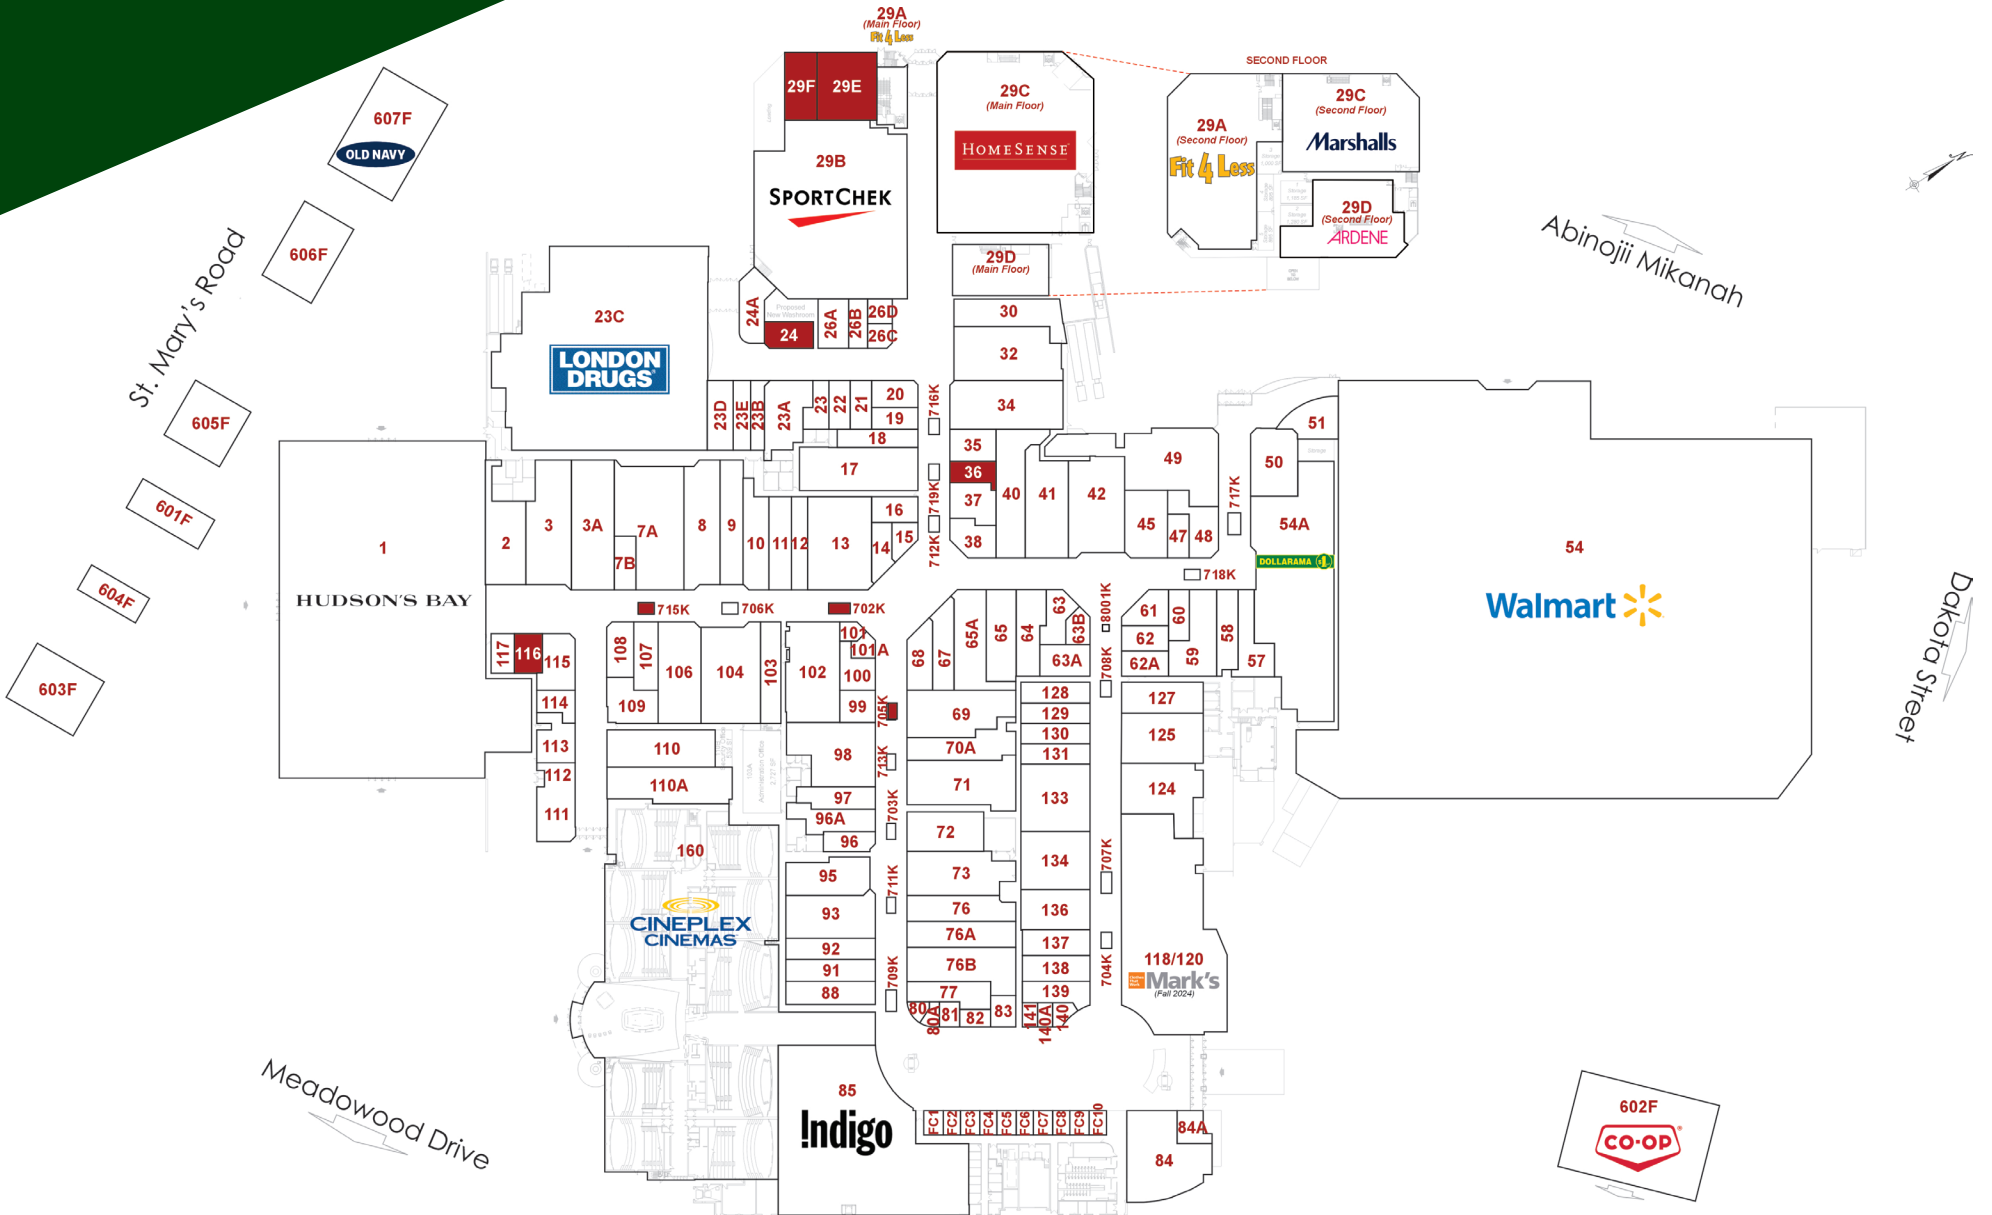 29A
(Main Floor)
Fit 4 Less
29F
29E
29B
SPORTCHEK
29C
(Main Floor)
HOMESENSE
SECOND FLOOR
29A
(Second Floor)
Fit 4 Less
29C
(Second Floor)
Marshalls
29D
(Second Floor)
ARDENE
29D
(Main Floor)
607F
OLD NAVY
606F
605F
601F
604F
603F
St. Mary's Road
Abinojii Mikanah
Dakota Street
Meadowood Drive
N
Loading
23C
LONDON
DRUGS
24A
Proposed
New Washroom
24
26A
26B
26D
26C
30
32
34
23D
23E
23B
23A
23
22
21
20
19
18
17
716K
719K
712K
35
36
37
38
40
41
42
49
45
47
48
717K
718K
50
51
Storage
54A
DOLLARAMA
54
Walmart
1
HUDSON'S BAY
2
3
3A
7A
7B
8
9
10
11
12
13
14
15
16
715K
706K
702K
117
116
115
114
113
112
111
108
107
106
104
103
109
110
110A
102
101
101A
100
99
98
97
96A
96
95
93
92
91
88
103A
Administration Office
160
CINEPLEX
CINEMAS
705K
713K
703K
711K
709K
68
67
65A
65
64
63
63B
63A
69
70A
71
72
73
76
76A
76B
77
80
80A
81
82
83
8001K
708K
707K
704K
128
129
130
131
133
134
136
137
138
139
141
140A
140
61
60
62
62A
59
58
57
127
125
124
118/120
Mark's
(Fall 2024)
85
!ndigo
FC1
FC2
FC3
FC4
FC5
FC6
FC7
FC8
FC9
FC10
84A
84
602F
CO-OP